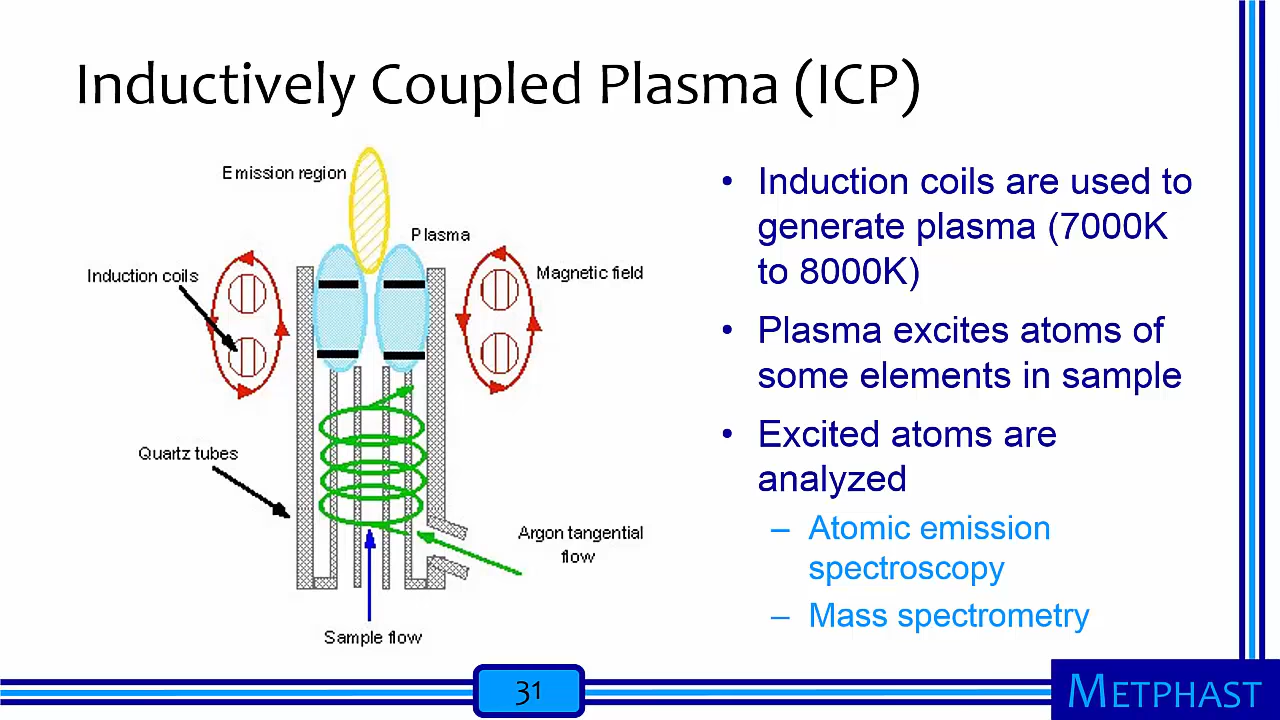 Inductively Coupled Plasma (ICP)
Emission region
Plasma
Induction coils
Magnetic field
Quartz tubes
Argon tangential
flow
Sample flow
• Induction coils are used to
generate plasma (7000K
to 8000K)
• Plasma excites atoms of
some elements in sample
• Excited atoms are
analyzed
– Atomic emission
spectroscopy
– Mass spectrometry
31
METPHAST